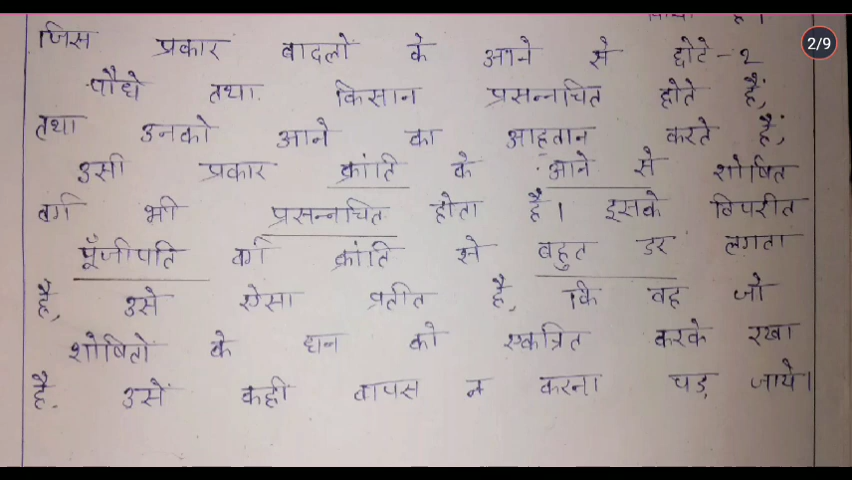 2/9
जिस प्रकार बादलों के आने से छोटे-२
पौधे तथा किसान प्रसन्नचित होते हैं,
तथा उनको आने का आह्वान करते हैं,
उसी प्रकार क्रांति के आने से शोषित
वर्ग भी प्रसन्नचित होता है। इसके विपरीत
पूँजीपति वर्ग क्रांति से बहुत डर लगता
है, उसे ऐसा प्रतीत है, कि वह जो
शोषितो के धन को एकत्रित करके रखा
है. उसे कही वापस न करना पड़ जाये।